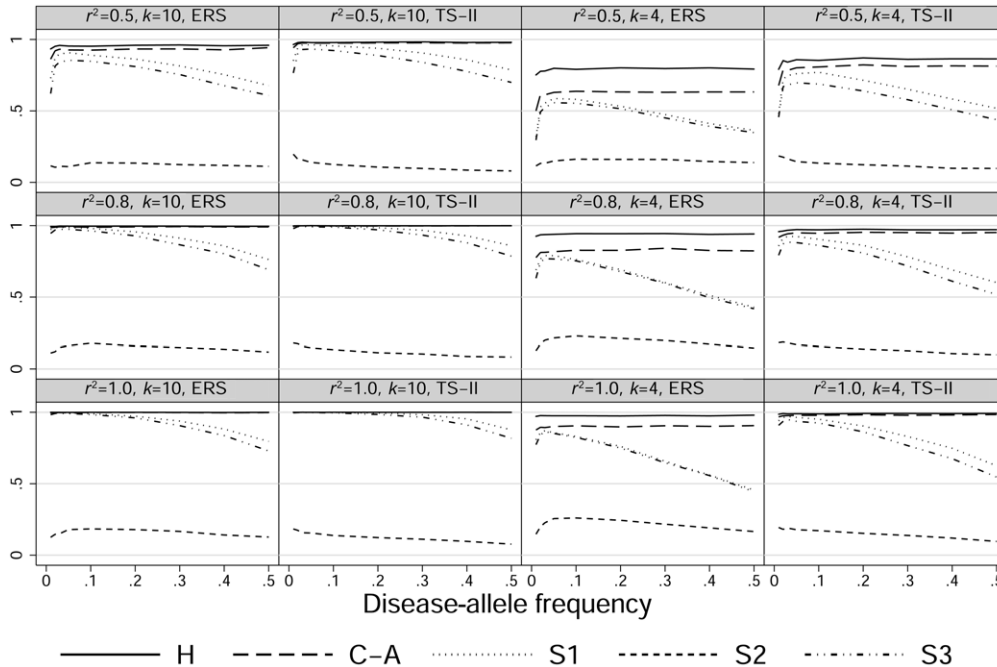 r²=0.5, k=10, ERS r²=0.5, k=10, TS−II r²=0.5, k=4, ERS r²=0.5, k=4, TS−II
1
.5
0
r²=0.8, k=10, ERS r²=0.8, k=10, TS−II r²=0.8, k=4, ERS r²=0.8, k=4, TS−II
1
.5
0
r²=1.0, k=10, ERS r²=1.0, k=10, TS−II r²=1.0, k=4, ERS r²=1.0, k=4, TS−II
1
.5
0
0 .1 .2 .3 .4 .5 0 .1 .2 .3 .4 .5 0 .1 .2 .3 .4 .5 0 .1 .2 .3 .4 .5
Disease-allele frequency
H C−A S1 S2 S3